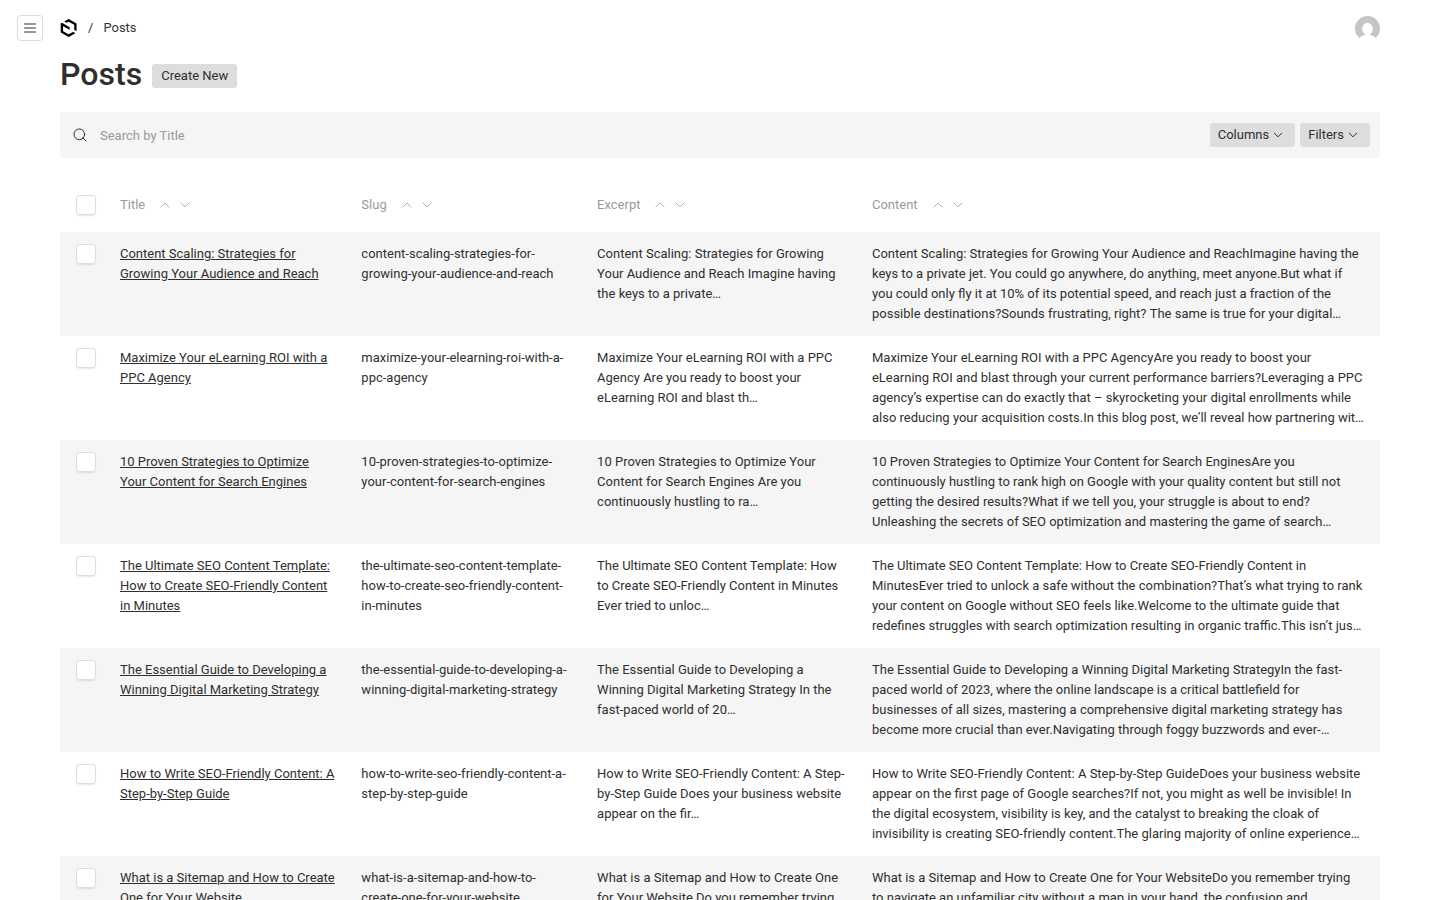 / Posts
Posts Create New
Search by Title Columns Filters
Title Slug Excerpt Content
Content Scaling: Strategies for
Growing Your Audience and Reach
content-scaling-strategies-for-
growing-your-audience-and-reach
Content Scaling: Strategies for Growing
Your Audience and Reach Imagine having
the keys to a private...
Content Scaling: Strategies for Growing Your Audience and ReachImagine having the
keys to a private jet. You could go anywhere, do anything, meet anyone.But what if
you could only fly it at 10% of its potential speed, and reach just a fraction of the
possible destinations?Sounds frustrating, right? The same is true for your digital…
Maximize Your eLearning ROI with a
PPC Agency
maximize-your-elearning-roi-with-a-
ppc-agency
Maximize Your eLearning ROI with a PPC
Agency Are you ready to boost your
eLearning ROI and blast th...
Maximize Your eLearning ROI with a PPC AgencyAre you ready to boost your
eLearning ROI and blast through your current performance barriers?Leveraging a PPC
agency’s expertise can do exactly that – skyrocketing your digital enrollments while
also reducing your acquisition costs.In this blog post, we’ll reveal how partnering wit…
10 Proven Strategies to Optimize
Your Content for Search Engines
10-proven-strategies-to-optimize-
your-content-for-search-engines
10 Proven Strategies to Optimize Your
Content for Search Engines Are you
continuously hustling to ra...
10 Proven Strategies to Optimize Your Content for Search EnginesAre you
continuously hustling to rank high on Google with your quality content but still not
getting the desired results?What if we tell you, your struggle is about to end?
Unleashing the secrets of SEO optimization and mastering the game of search…
The Ultimate SEO Content Template:
How to Create SEO-Friendly Content
in Minutes
the-ultimate-seo-content-template-
how-to-create-seo-friendly-content-
in-minutes
The Ultimate SEO Content Template: How
to Create SEO-Friendly Content in Minutes
Ever tried to unloc...
The Ultimate SEO Content Template: How to Create SEO-Friendly Content in
MinutesEver tried to unlock a safe without the combination?That’s what trying to rank
your content on Google without SEO feels like.Welcome to the ultimate guide that
redefines struggles with search optimization resulting in organic traffic.This isn’t jus…
The Essential Guide to Developing a
Winning Digital Marketing Strategy
the-essential-guide-to-developing-a-
winning-digital-marketing-strategy
The Essential Guide to Developing a
Winning Digital Marketing Strategy In the
fast-paced world of 20...
The Essential Guide to Developing a Winning Digital Marketing StrategyIn the fast-
paced world of 2023, where the online landscape is a critical battlefield for
businesses of all sizes, mastering a comprehensive digital marketing strategy has
become more crucial than ever.Navigating through foggy buzzwords and ever-…
How to Write SEO-Friendly Content: A
Step-by-Step Guide
how-to-write-seo-friendly-content-a-
step-by-step-guide
How to Write SEO-Friendly Content: A Step-
by-Step Guide Does your business website
appear on the fir...
How to Write SEO-Friendly Content: A Step-by-Step GuideDoes your business website
appear on the first page of Google searches?If not, you might as well be invisible! In
the digital ecosystem, visibility is key, and the catalyst to breaking the cloak of
invisibility is creating SEO-friendly content.The glaring majority of online experience…
What is a Sitemap and How to Create
One for Your Website
what-is-a-sitemap-and-how-to-
create-one-for-your-website
What is a Sitemap and How to Create One
for Your Website Do you remember trying
What is a Sitemap and How to Create One for Your WebsiteDo you remember trying
to navigate an unfamiliar city without a map in your hand, the confusion and